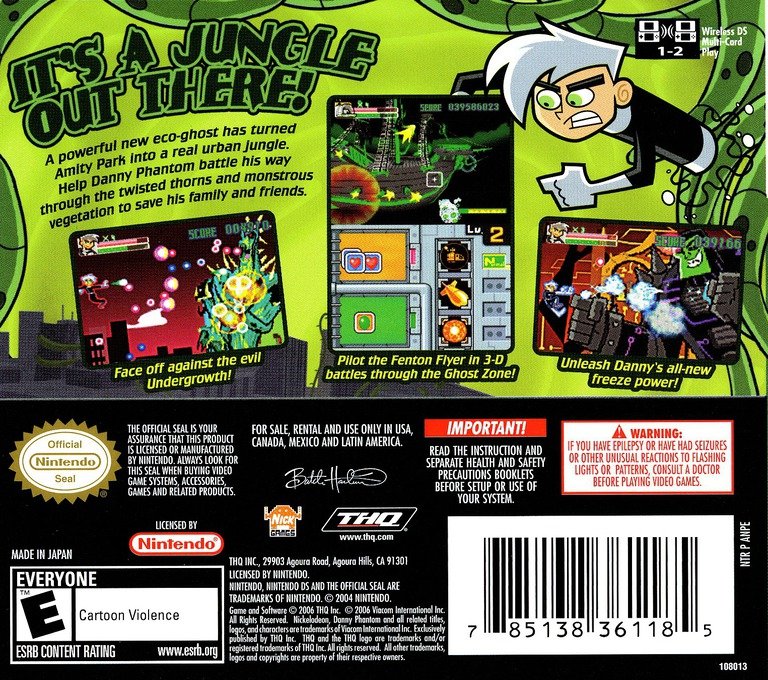 IT'S A JUNGLE
OUT THERE!
A powerful new eco-ghost has turned
Amity Park into a real urban jungle.
Help Danny Phantom battle his way
through the twisted thorns and monstrous
vegetation to save his family and friends.
Wireless DS
Multi-Card
Play
1-2
X3
SCORE
Face off against the evil
Undergrowth!
SCORE 039586023
Lv. 2
N
Pilot the Fenton Flyer in 3-D
battles through the Ghost Zone!
SCORE 039166
Unleash Danny's all-new
freeze power!
Official
Nintendo
Seal
®
THE OFFICIAL SEAL IS YOUR
ASSURANCE THAT THIS PRODUCT
IS LICENSED OR MANUFACTURED
BY NINTENDO. ALWAYS LOOK FOR
THIS SEAL WHEN BUYING VIDEO
GAME SYSTEMS, ACCESSORIES,
GAMES AND RELATED PRODUCTS.
FOR SALE, RENTAL AND USE ONLY IN USA,
CANADA, MEXICO AND LATIN AMERICA.
Butch Hartman
IMPORTANT!
READ THE INSTRUCTION AND
SEPARATE HEALTH AND SAFETY
PRECAUTIONS BOOKLETS
BEFORE SETUP OR USE OF
YOUR SYSTEM.
WARNING:
IF YOU HAVE EPILEPSY OR HAVE HAD SEIZURES
OR OTHER UNUSUAL REACTIONS TO FLASHING
LIGHTS OR PATTERNS, CONSULT A DOCTOR
BEFORE PLAYING VIDEO GAMES.
LICENSED BY
Nintendo®
NICK
GAMES
THQ
www.thq.com
MADE IN JAPAN
EVERYONE
E™
Cartoon Violence
ESRB CONTENT RATING www.esrb.org
THQ INC., 29903 Agoura Road, Agoura Hills, CA 91301
LICENSED BY NINTENDO.
NINTENDO, NINTENDO DS AND THE OFFICIAL SEAL ARE
TRADEMARKS OF NINTENDO. © 2004 NINTENDO.
Game and Software © 2006 THQ Inc. © 2006 Viacom International Inc.
All Rights Reserved. Nickelodeon, Danny Phantom and all related titles,
logos, and characters are trademarks of Viacom International Inc. Exclusively
published by THQ Inc. THQ and the THQ logo are trademarks and/or
registered trademarks of THQ Inc. All rights reserved. All other trademarks,
logos and copyrights are property of their respective owners.
7 85138 36118 5
NTR P ANPE
108013